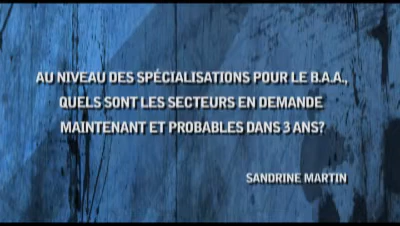 AU NIVEAU DES SPÉCIALISATIONS POUR LE B.A.A.,
QUELS SONT LES SECTEURS EN DEMANDE
MAINTENANT ET PROBABLES DANS 3 ANS?
SANDRINE MARTIN